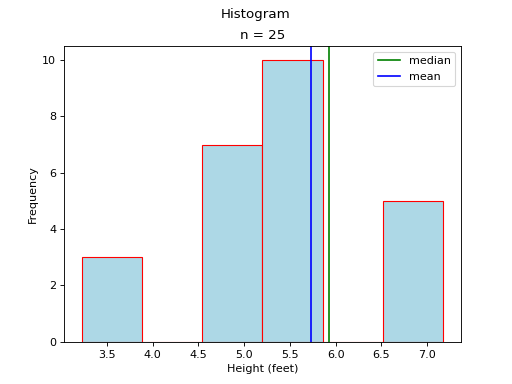 Histogram
n = 25
median
mean
Frequency
10
8
6
4
2
0
3.5 4.0 4.5 5.0 5.5 6.0 6.5 7.0
Height (feet)